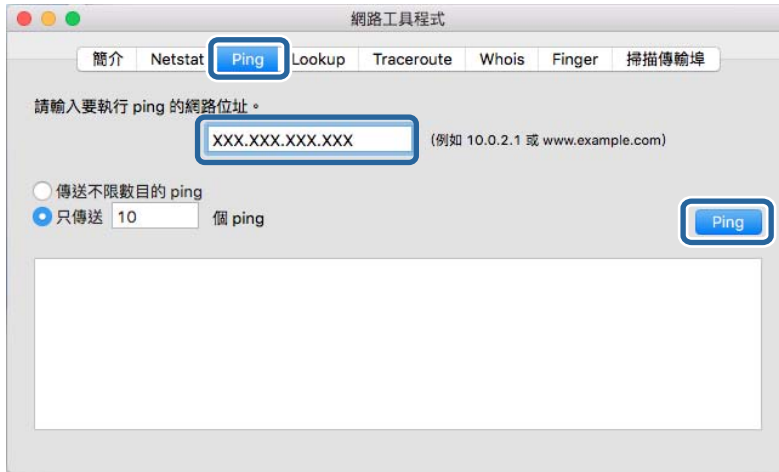 網路工具程式
簡介 Netstat Ping Lookup Traceroute Whois Finger 掃描傳輸埠
請輸入要執行 ping 的網路位址。
XXX.XXX.XXX.XXX (例如 10.0.2.1 或 www.example.com)
傳送不限數目的 ping
只傳送 10 個 ping
Ping